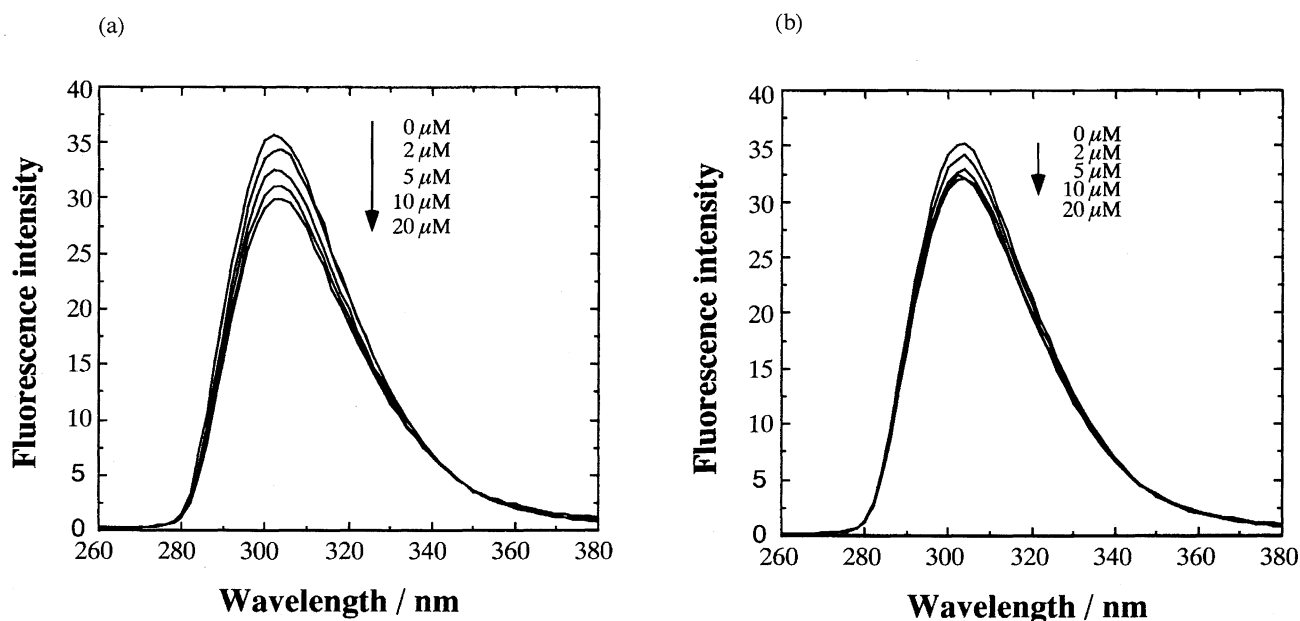 (a)
40
35
30
25
20
15
10
5
0
260 280 300 320 340 360 380
Fluorescence intensity
Wavelength / nm
0 μM
2 μM
5 μM
10 μM
20 μM
(b)
40
35
30
25
20
15
10
5
0
260 280 300 320 340 360 380
Fluorescence intensity
Wavelength / nm
0 μM
2 μM
5 μM
10 μM
20 μM